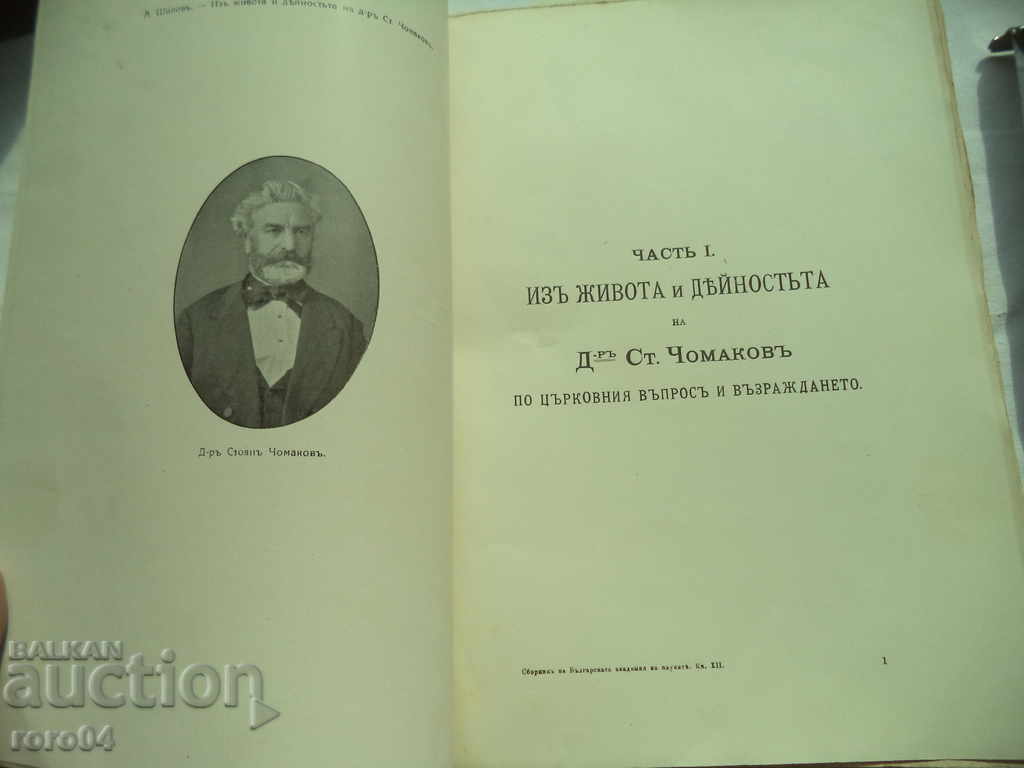 А Шоповъ. — Изъ живота и дѣйностьта на д-ръ Ст. Чомаковъ.
Д-ръ Стоянъ Чомаковъ.
ЧАСТЬ I.
ИЗЪ ЖИВОТА и ДѢЙНОСТЬТА
НА
Д-РЪ СТ. ЧОМАКОВЪ
ПО ЦЪРКОВНИЯ ВЪПРОСЪ И ВЪЗРАЖДАНЕТО.
Сборникъ на Българската академия на наукитѣ. Кн. XII.
1
BALKAN
auction
roro04